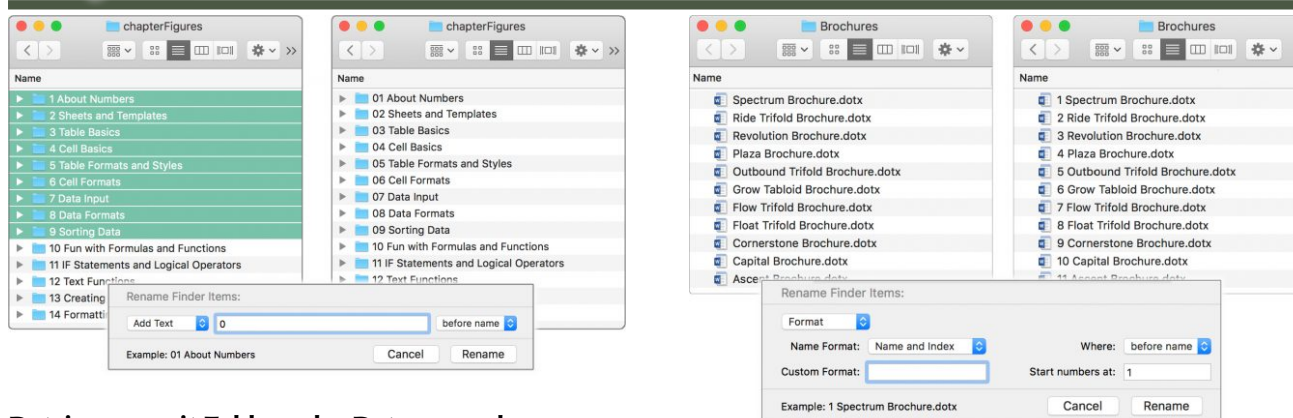 chapterFigures
Name
1 About Numbers
2 Sheets and Templates
3 Table Basics
4 Cell Basics
5 Table Formats and Styles
6 Cell Formats
7 Data Input
8 Data Formats
9 Sorting Data
10 Fun with Formulas and Functions
11 IF Statements and Logical Operators
12 Text Functions
13 Creating
14 Formatti
chapterFigures
Name
01 About Numbers
02 Sheets and Templates
03 Table Basics
04 Cell Basics
05 Table Formats and Styles
06 Cell Formats
07 Data Input
08 Data Formats
09 Sorting Data
10 Fun with Formulas and Functions
11 IF Statements and Logical Operators
12 Text Functions
Rename Finder Items:
Add Text 0 before name
Example: 01 About Numbers Cancel Rename
Brochures
Name
Spectrum Brochure.dotx
Ride Trifold Brochure.dotx
Revolution Brochure.dotx
Plaza Brochure.dotx
Outbound Trifold Brochure.dotx
Grow Tabloid Brochure.dotx
Flow Trifold Brochure.dotx
Float Trifold Brochure.dotx
Cornerstone Brochure.dotx
Capital Brochure.dotx
Ascent Brochure.dotx
Brochures
Name
1 Spectrum Brochure.dotx
2 Ride Trifold Brochure.dotx
3 Revolution Brochure.dotx
4 Plaza Brochure.dotx
5 Outbound Trifold Brochure.dotx
6 Grow Tabloid Brochure.dotx
7 Flow Trifold Brochure.dotx
8 Float Trifold Brochure.dotx
9 Cornerstone Brochure.dotx
10 Capital Brochure.dotx
11 Ascent Brochure.dotx
Rename Finder Items:
Format
Name Format: Name and Index Where: before name
Custom Format: Start numbers at: 1
Example: 1 Spectrum Brochure.dotx Cancel Rename